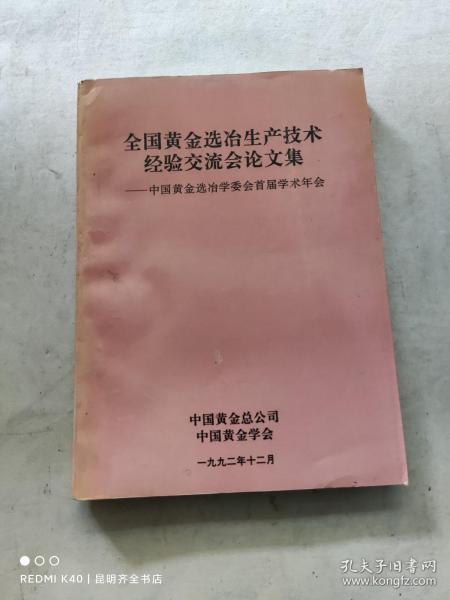 全国黄金选冶生产技术
经验交流会论文集
——中国黄金选冶学委会首届学术年会
中国黄金总公司
中国黄金学会
一九九二年十二月
REDMI K40 | 昆明齐全书店
孔夫子旧书网
www.kongfz.com